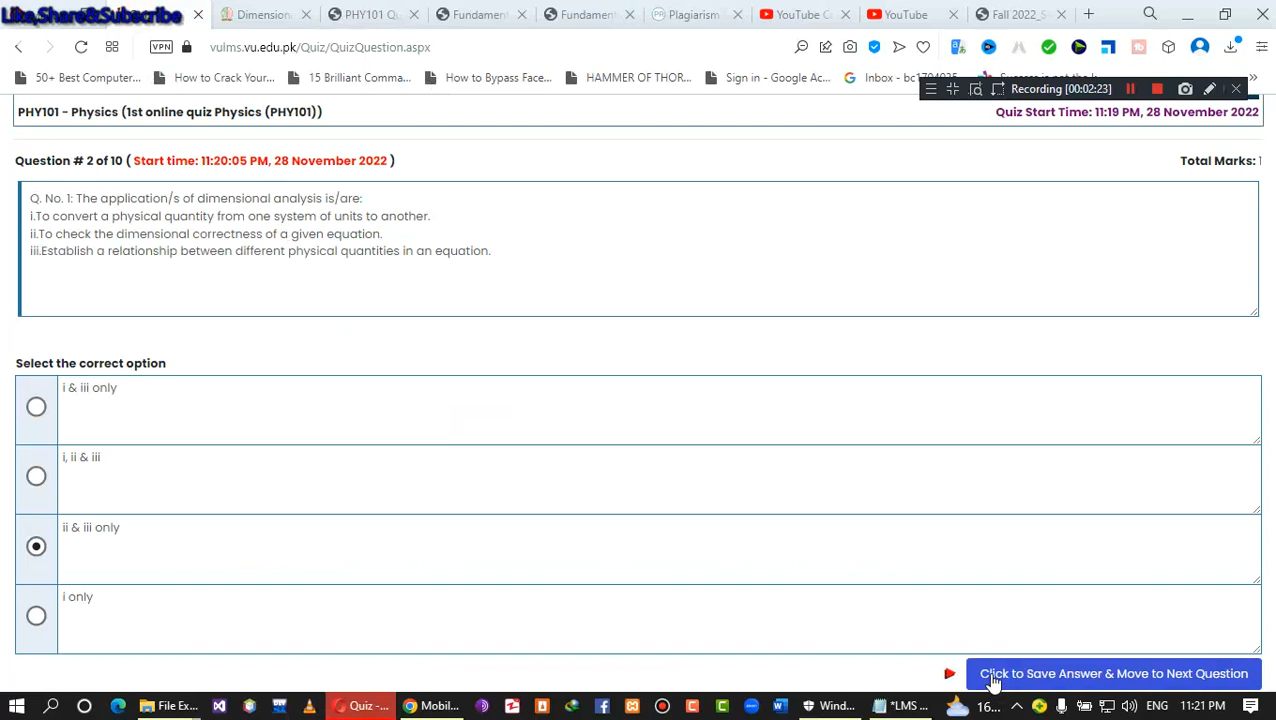 Like,Share&Subscribe
Dimension
PHY101 Qu
Fundamen
Fundament
Plagiarism
YouTube
YouTube
Fall 2022_S
VPN
vulms.vu.edu.pk/Quiz/QuizQuestion.aspx
50+ Best Computer...
How to Crack Your...
15 Brilliant Comma...
How to Bypass Face...
HAMMER OF THOR...
Sign in - Google Ac...
Inbox - bc1704035
Recording [00:02:23]
PHY101 - Physics (1st online quiz Physics (PHY101))
Quiz Start Time: 11:19 PM, 28 November 2022
Question # 2 of 10 ( Start time: 11:20:05 PM, 28 November 2022 )
Total Marks: 1
Q. No. 1: The application/s of dimensional analysis is/are:
i.To convert a physical quantity from one system of units to another.
ii.To check the dimensional correctness of a given equation.
iii.Establish a relationship between different physical quantities in an equation.
Select the correct option
i & iii only
i, ii & iii
ii & iii only
i only
Click to Save Answer & Move to Next Question
File Ex...
Quiz -...
Mobil...
Wind...
*LMS ...
16...
11:21 PM